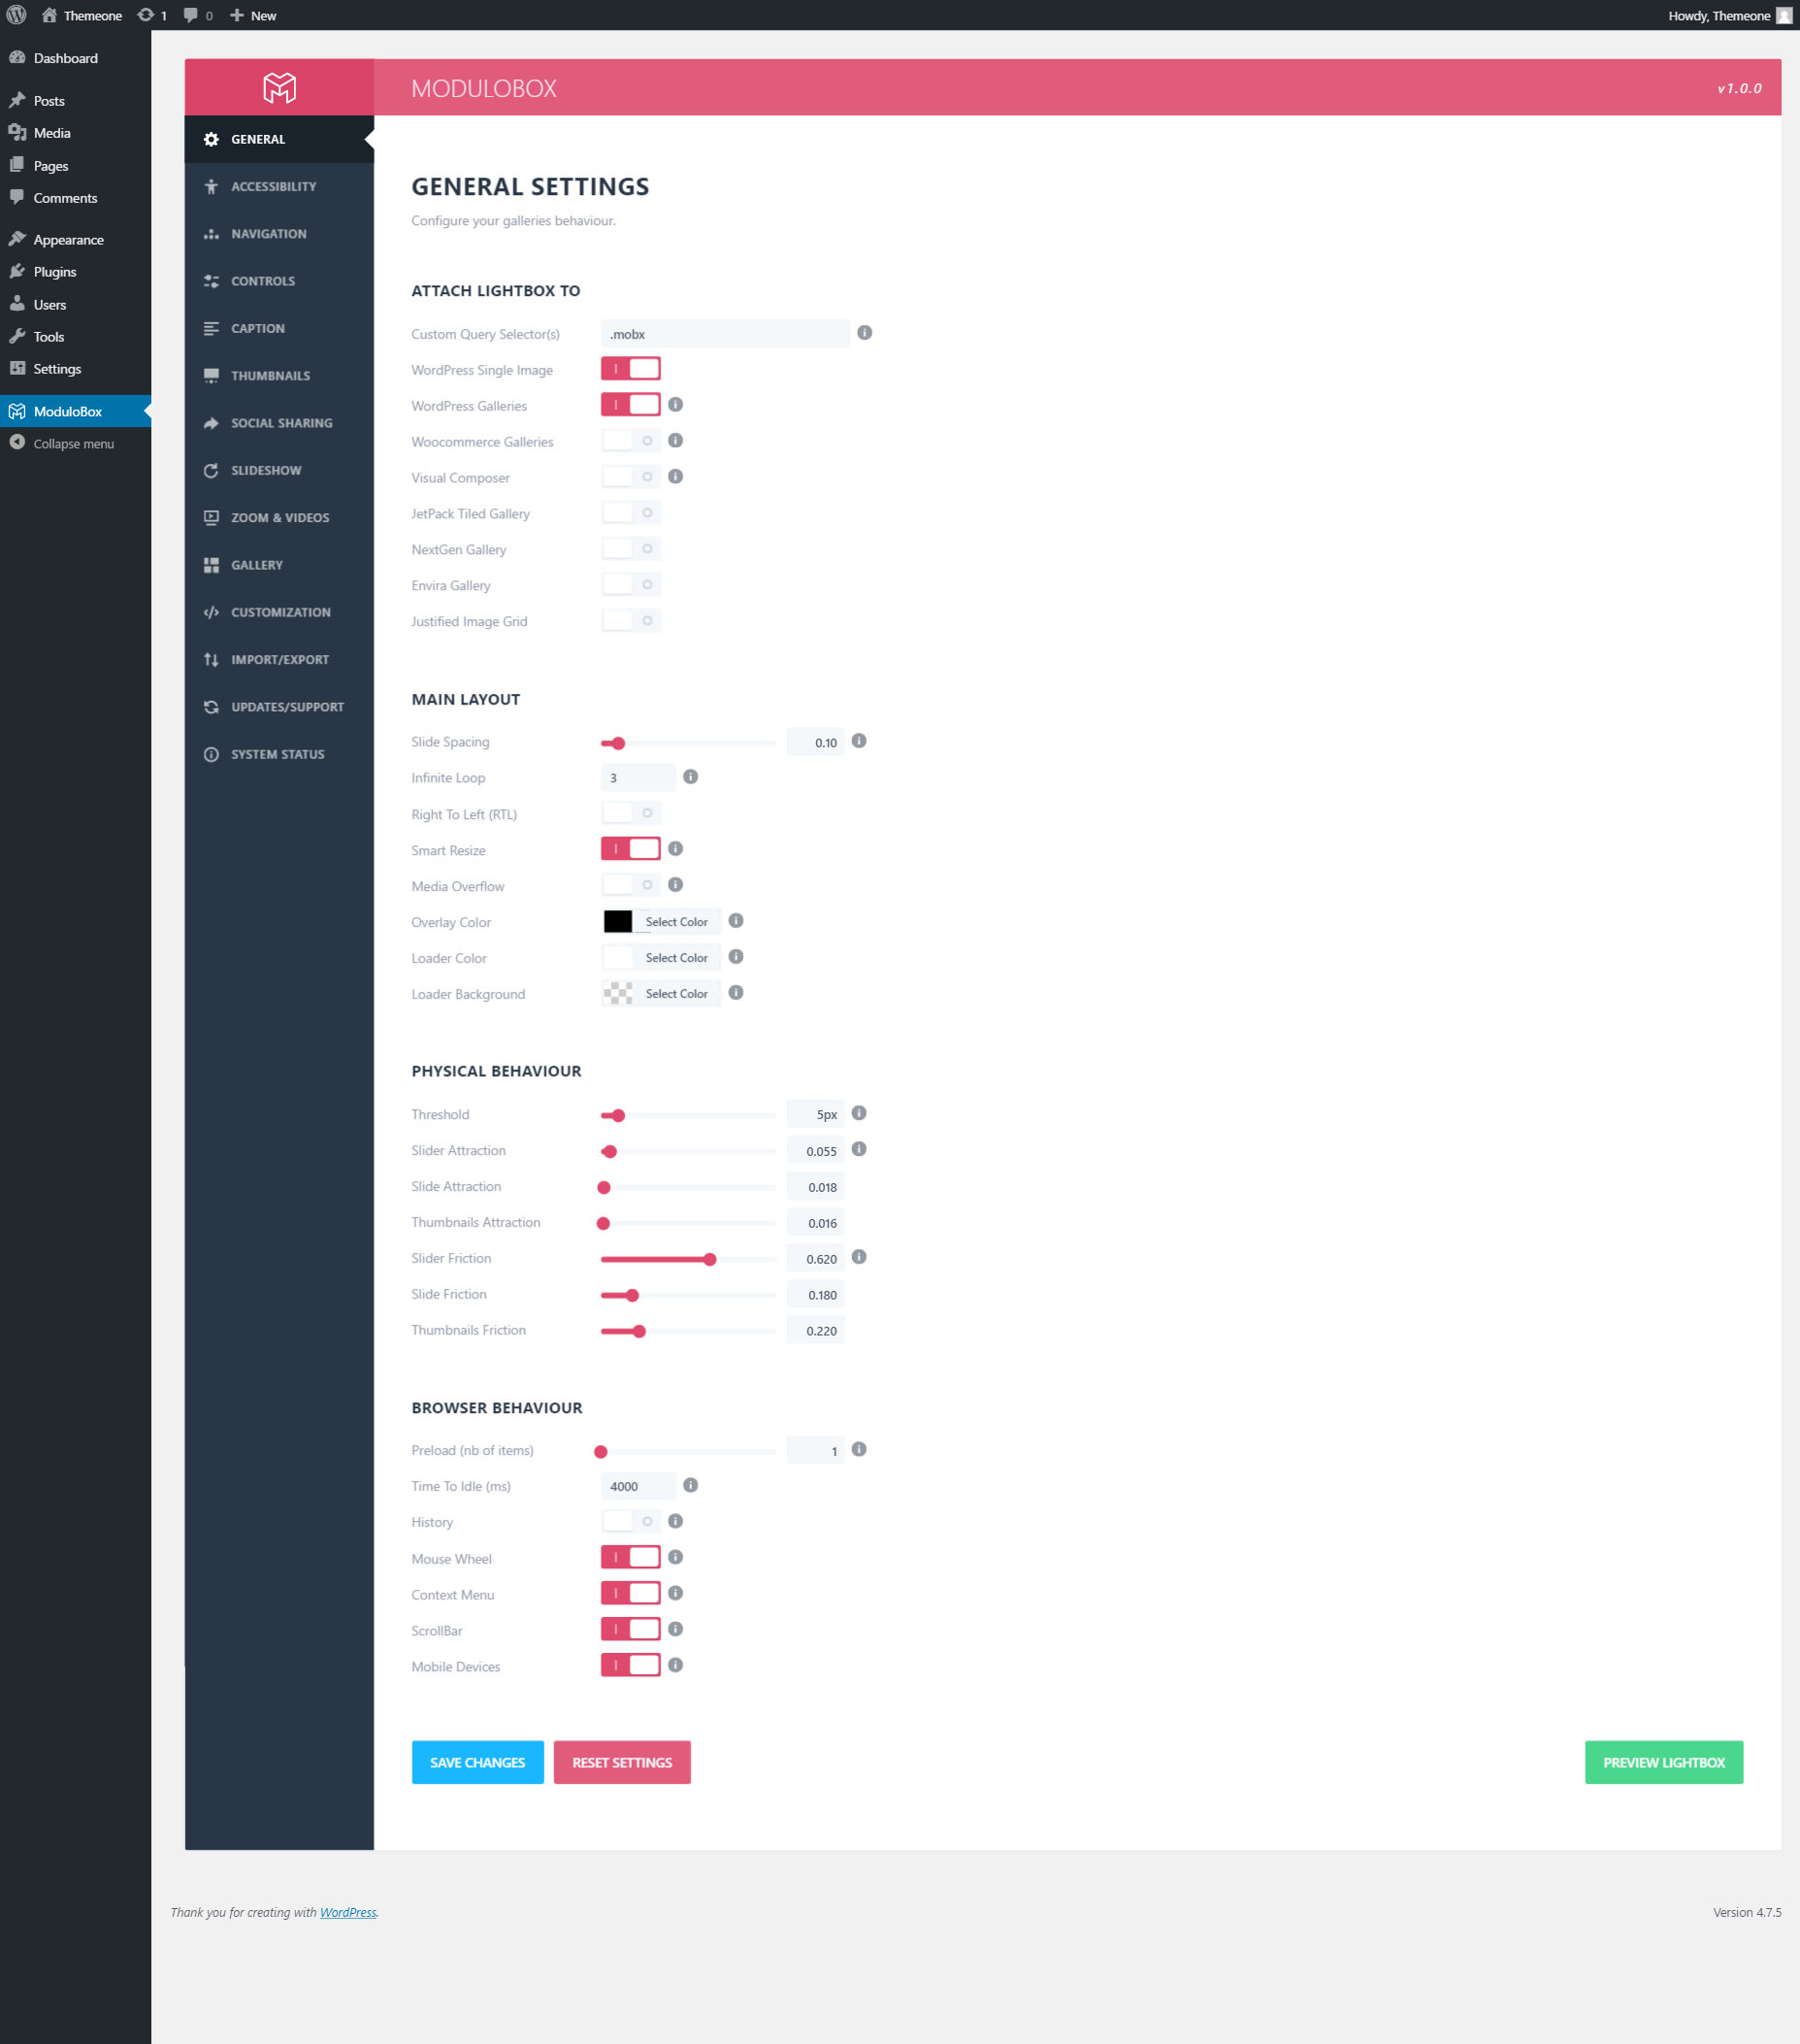 Themeone 1 0 New Howdy, Themeone
Dashboard
Posts
Media
Pages
Comments
Appearance
Plugins
Users
Tools
Settings
ModuloBox
Collapse menu
MODULOBOX v1.0.0
GENERAL
ACCESSIBILITY
NAVIGATION
CONTROLS
CAPTION
THUMBNAILS
SOCIAL SHARING
SLIDESHOW
ZOOM & VIDEOS
GALLERY
CUSTOMIZATION
IMPORT/EXPORT
UPDATES/SUPPORT
SYSTEM STATUS
GENERAL SETTINGS
Configure your galleries behaviour.
ATTACH LIGHTBOX TO
Custom Query Selector(s) .mobx
WordPress Single Image
WordPress Galleries
Woocommerce Galleries
Visual Composer
JetPack Tiled Gallery
NextGen Gallery
Envira Gallery
Justified Image Grid
MAIN LAYOUT
Slide Spacing 0.10
Infinite Loop 3
Right To Left (RTL)
Smart Resize
Media Overflow
Overlay Color Select Color
Loader Color Select Color
Loader Background Select Color
PHYSICAL BEHAVIOUR
Threshold 5px
Slider Attraction 0.055
Slide Attraction 0.018
Thumbnails Attraction 0.016
Slider Friction 0.620
Slide Friction 0.180
Thumbnails Friction 0.220
BROWSER BEHAVIOUR
Preload (nb of items) 1
Time To Idle (ms) 4000
History
Mouse Wheel
Context Menu
ScrollBar
Mobile Devices
SAVE CHANGES RESET SETTINGS PREVIEW LIGHTBOX
Thank you for creating with WordPress. Version 4.7.5